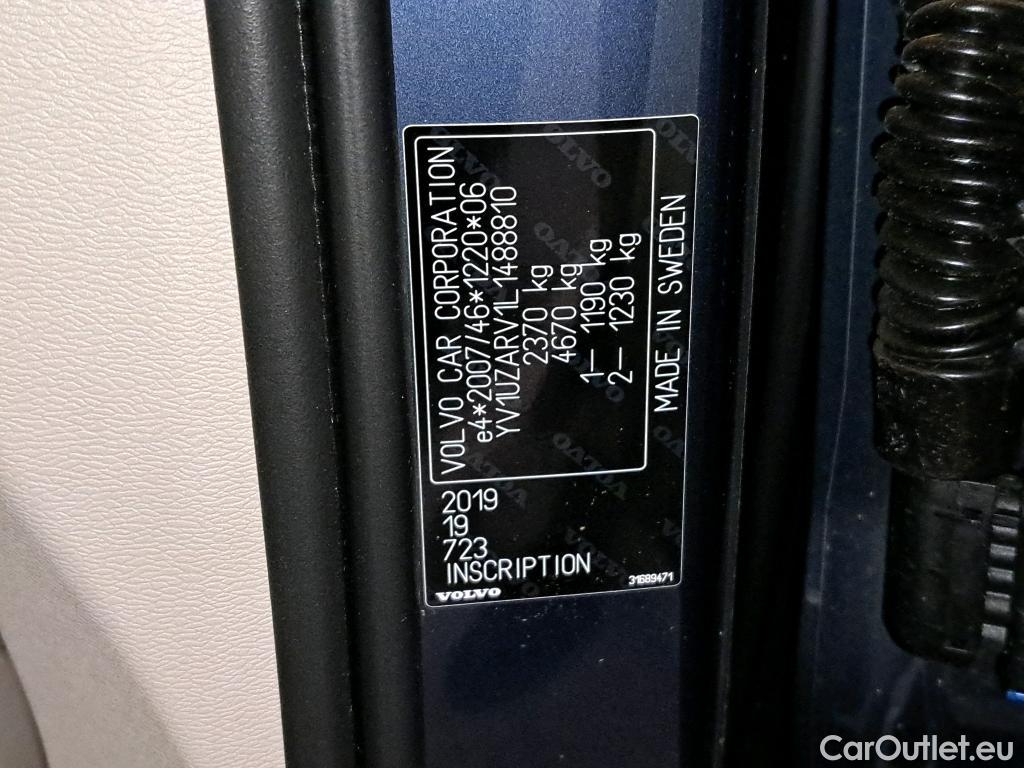 VOLVO CAR CORPORATION
e4*2007/46*1220*06
YV1UZARV1L1488810
2370 kg
4670 kg
1— 1190 kg
2— 1230 kg
MADE IN SWEDEN
2019
19
723
INSCRIPTION
31689471
VOLVO
CarOutlet.eu